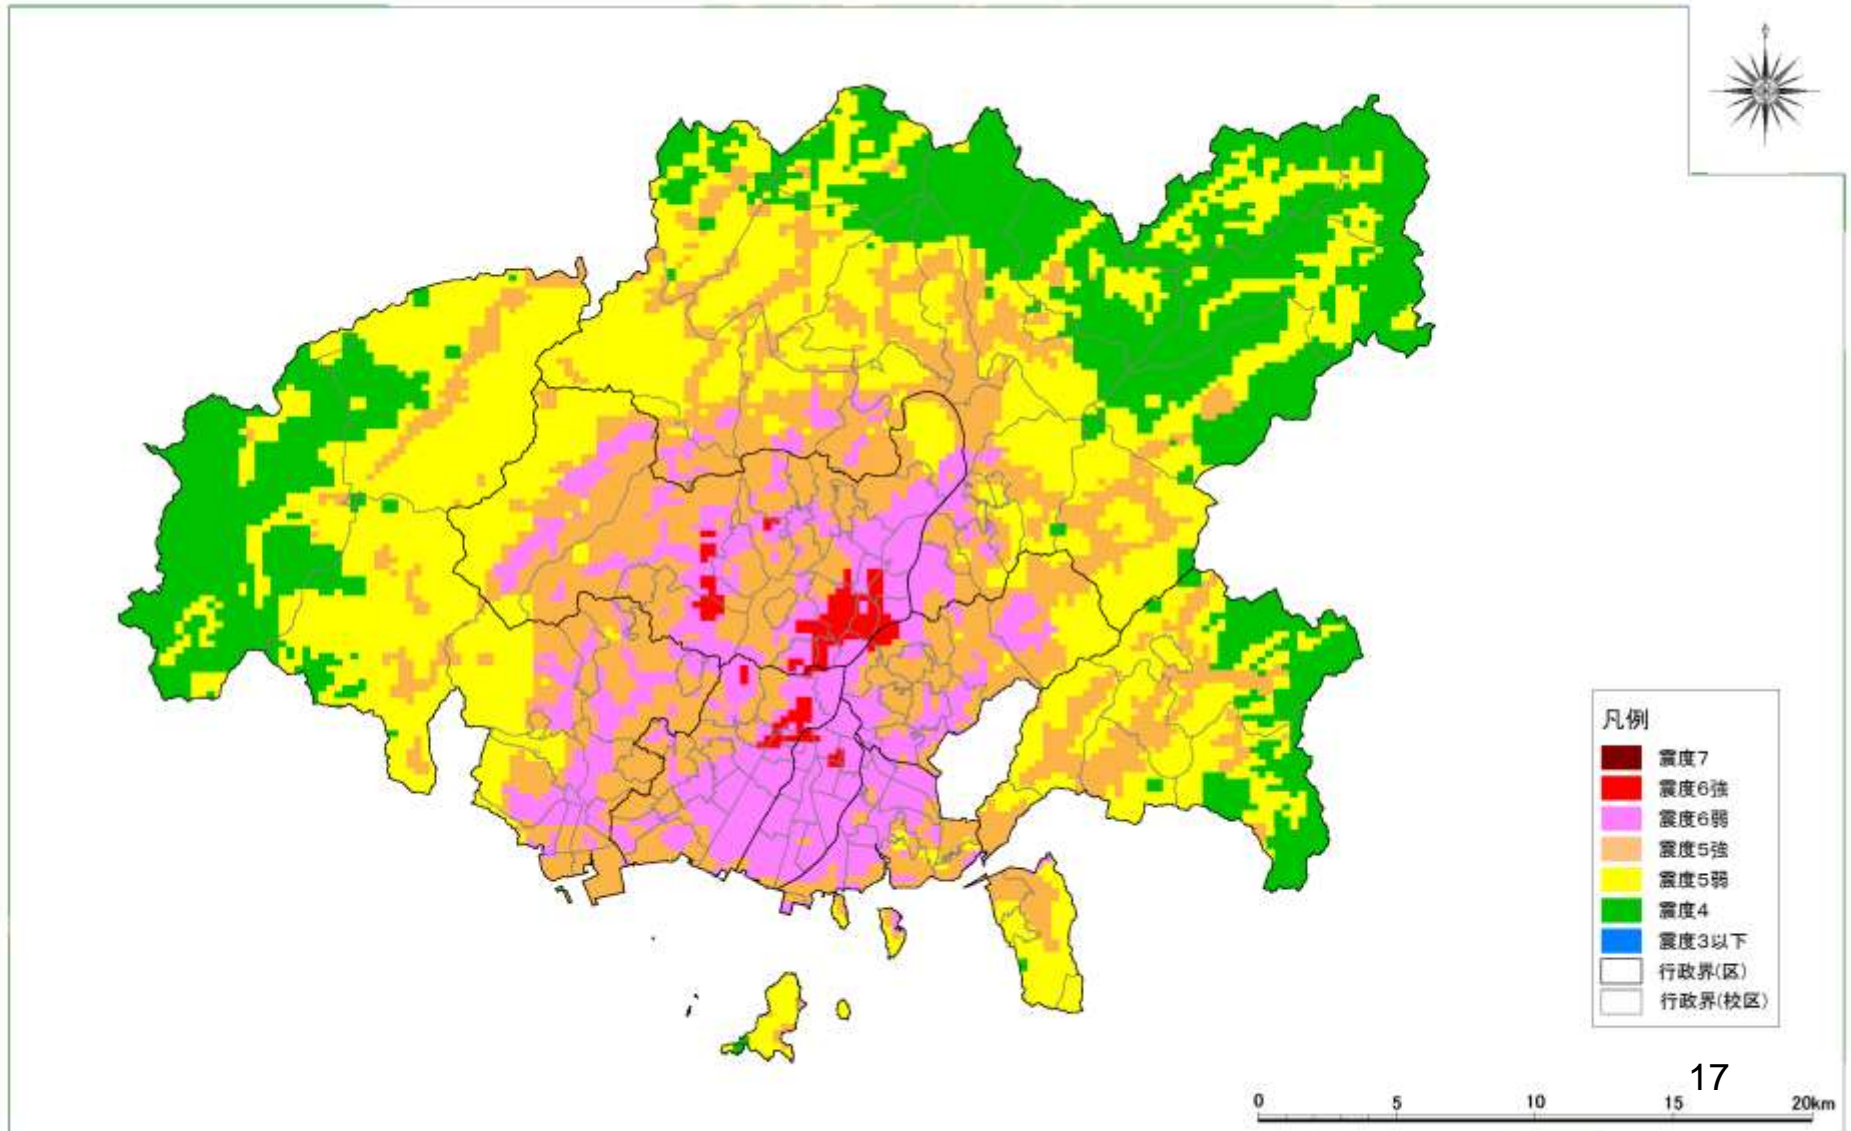 凡例
震度7
震度6強
震度6弱
震度5強
震度5弱
震度4
震度3以下
行政界(区)
行政界(校区)
17
0 5 10 15 20km